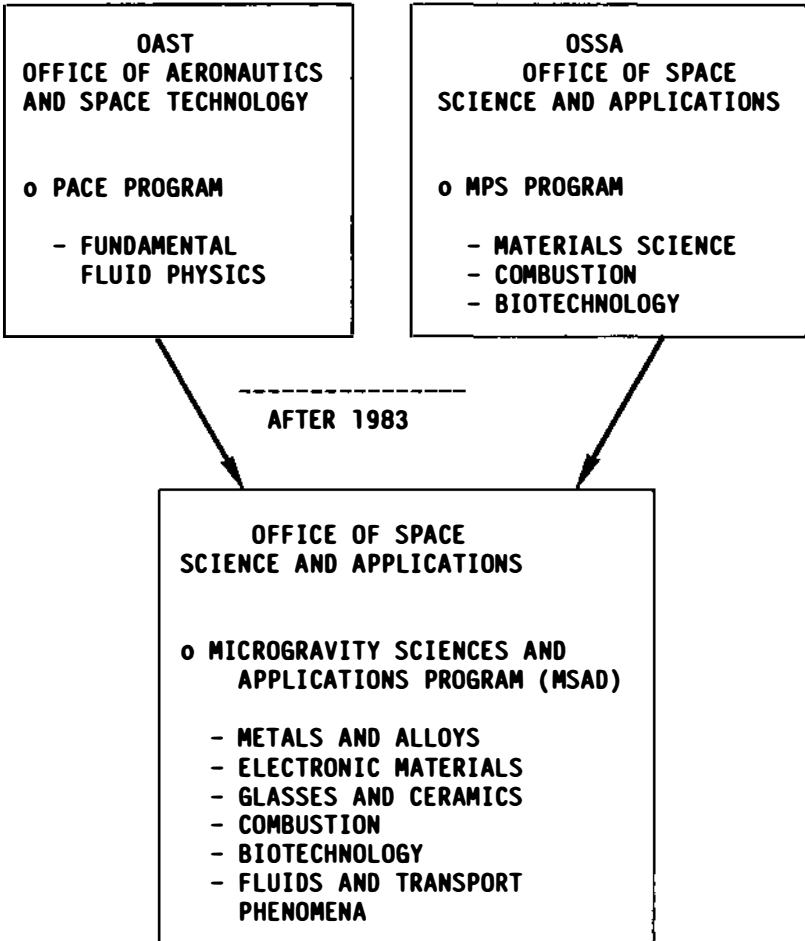 OAST
OFFICE OF AERONAUTICS
AND SPACE TECHNOLOGY
o PACE PROGRAM
- FUNDAMENTAL
FLUID PHYSICS
OSSA
OFFICE OF SPACE
SCIENCE AND APPLICATIONS
o MPS PROGRAM
- MATERIALS SCIENCE
- COMBUSTION
- BIOTECHNOLOGY
AFTER 1983
OFFICE OF SPACE
SCIENCE AND APPLICATIONS
o MICROGRAVITY SCIENCES AND
APPLICATIONS PROGRAM (MSAD)
- METALS AND ALLOYS
- ELECTRONIC MATERIALS
- GLASSES AND CERAMICS
- COMBUSTION
- BIOTECHNOLOGY
- FLUIDS AND TRANSPORT
PHENOMENA